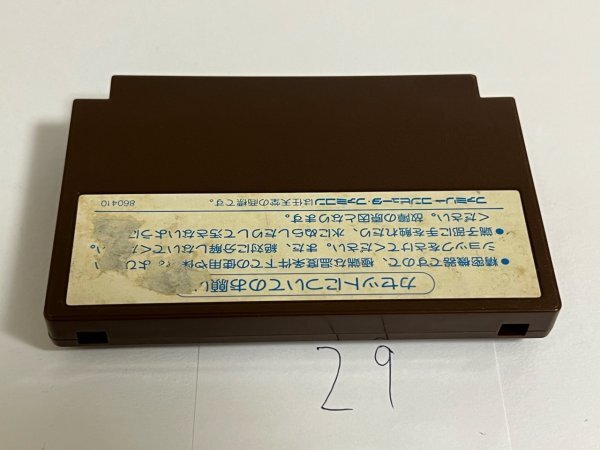 カセットについてのお願い
●精密機器ですので、極端な温度条件下での使用や保 よび
ショックをさけてください。また、絶対に分解しないでくだ
●端子部に手を触れたり、水にぬらしたりして汚さないように
ください。故障の原因となります。
ファミリーコンピュータ・ファミコンは任天堂の商標です。 860410
29